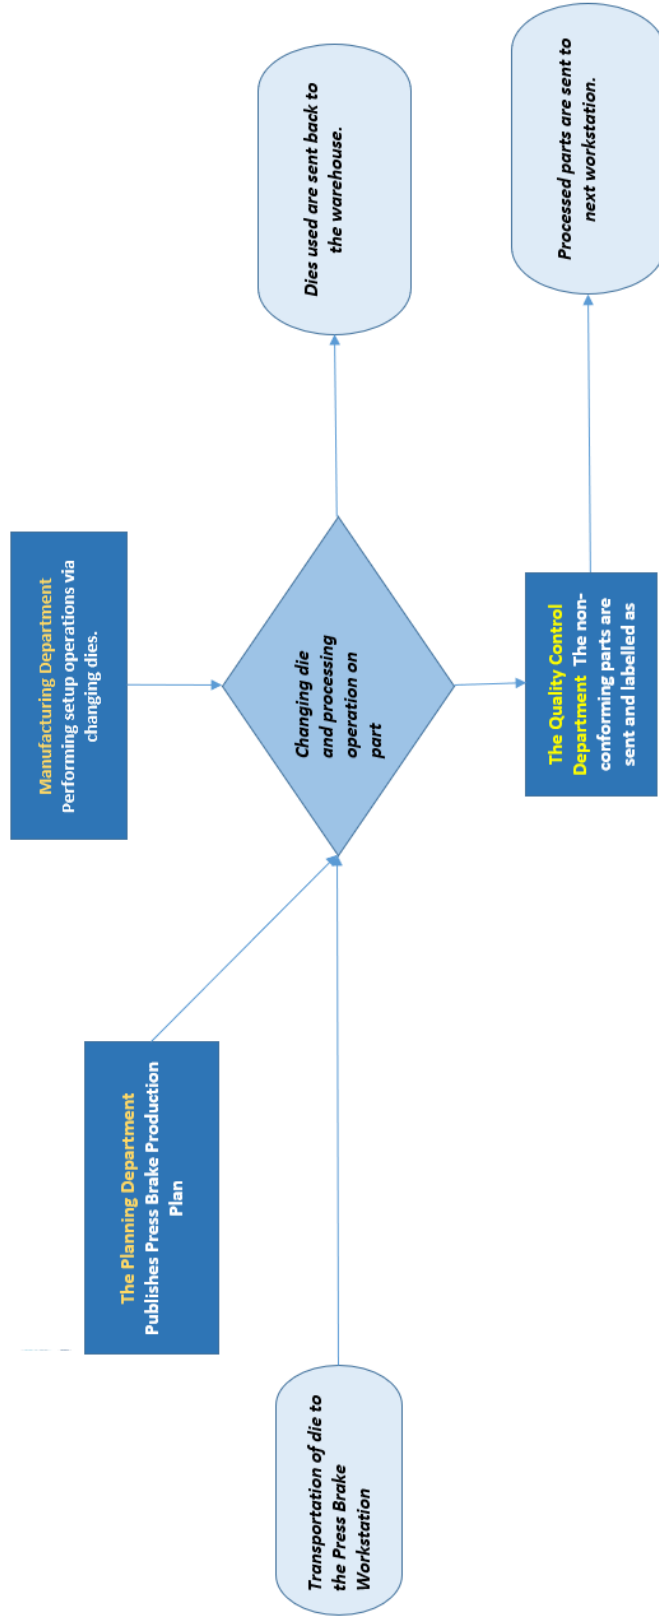 Transportation of die to
the Press Brake
Workstation
The Planning Department
Publishes Press Brake Production
Plan
Manufacturing Department
Performing setup operations via
changing dies.
Changing die
and processing
operation on
part
The Quality Control
Department The non-
conforming parts are
sent and labelled as
Dies used are sent back to
the warehouse.
Processed parts are sent to
next workstation.